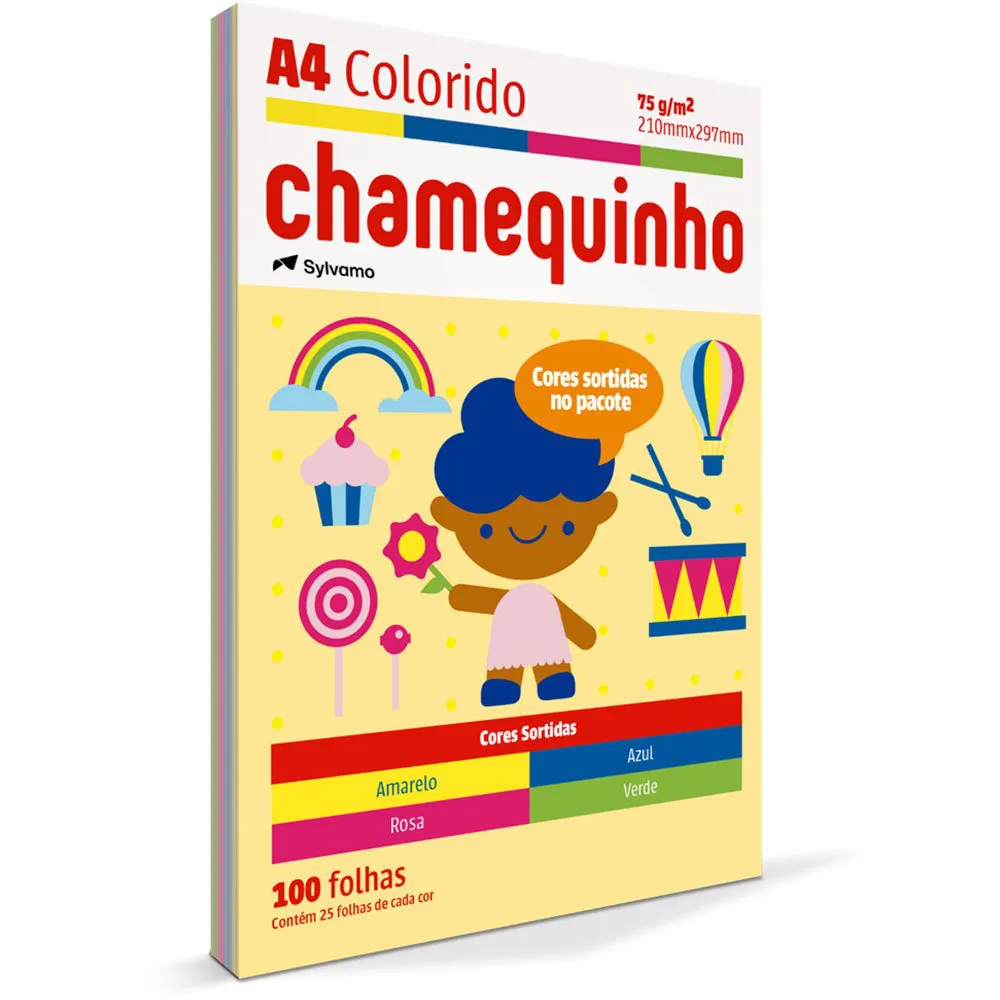 A4 Colorido
75 g/m²
210mmx297mm
chamequinho
Sylvamo
Cores sortidas
no pacote
Cores Sortidas
Amarelo
Azul
Rosa
Verde
100 folhas
Contém 25 folhas de cada cor